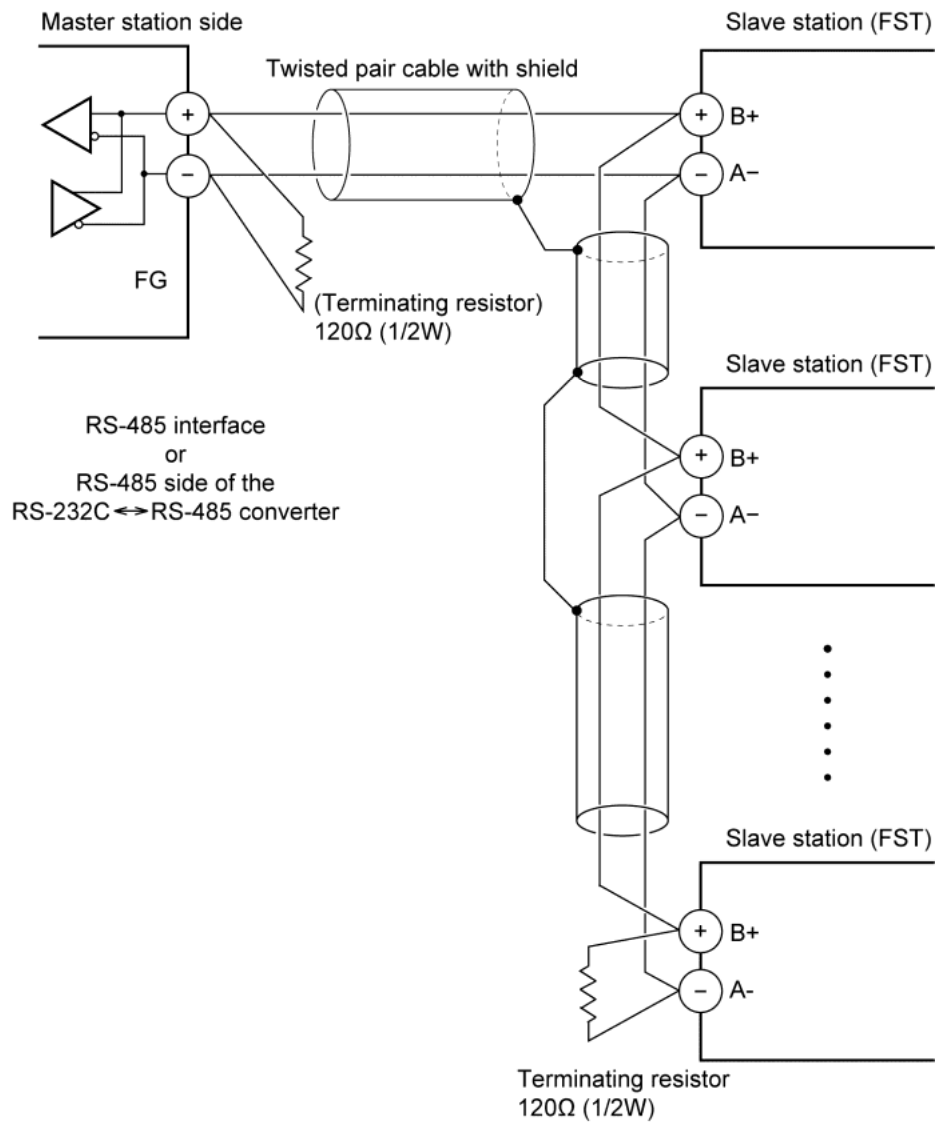 Master station side
Slave station (FST)
Twisted pair cable with shield
+
−
B+
A−
+
−
FG
(Terminating resistor)
120Ω (1/2W)
Slave station (FST)
RS-485 interface
or
RS-485 side of the
RS-232C↔RS-485 converter
+
−
B+
A−
Slave station (FST)
+
−
B+
A-
Terminating resistor
120Ω (1/2W)